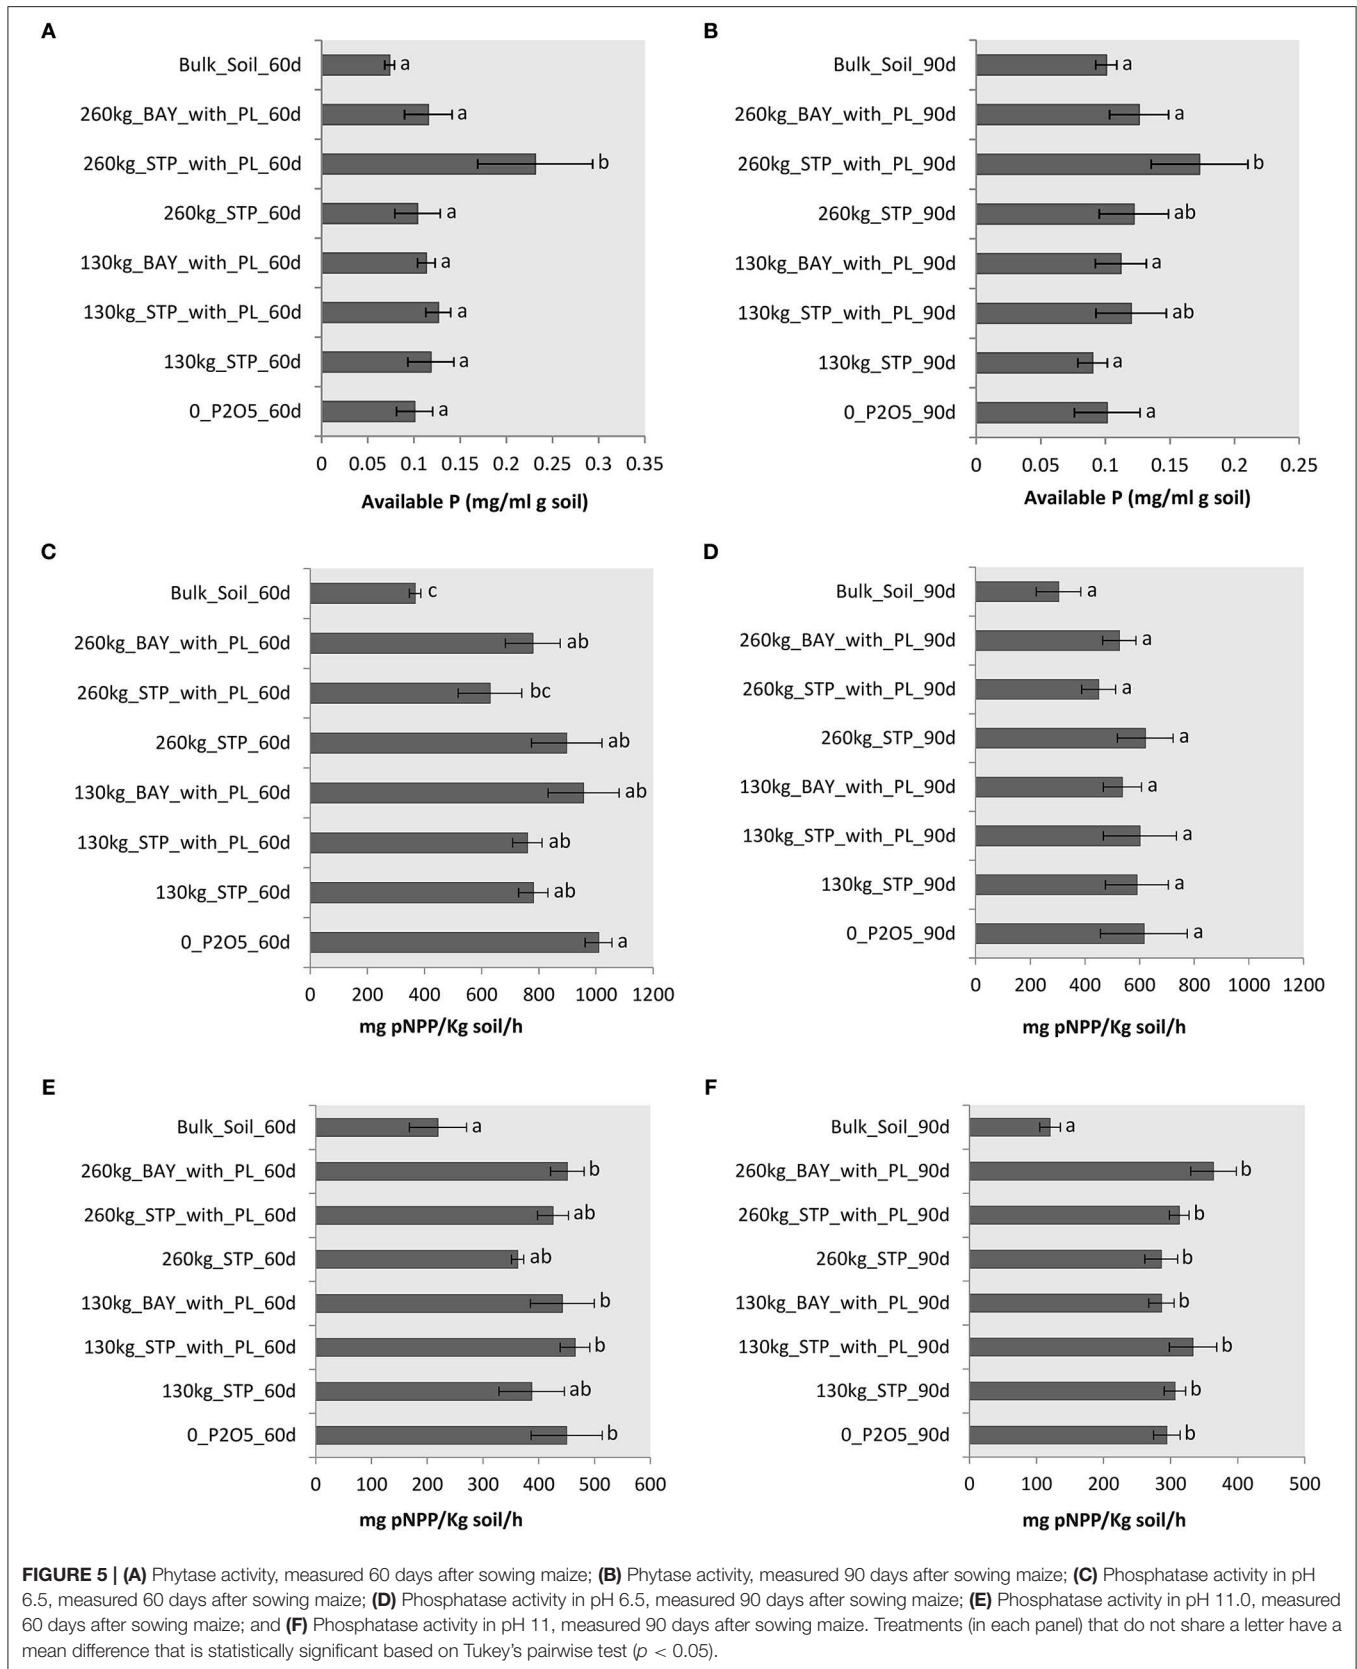 A
Bulk_Soil_60d
a
260kg_BAY_with_PL_60d
a
260kg_STP_with_PL_60d
b
260kg_STP_60d
a
130kg_BAY_with_PL_60d
a
130kg_STP_with_PL_60d
a
130kg_STP_60d
a
0_P2O5_60d
a
0 0.05 0.1 0.15 0.2 0.25 0.3 0.35
Available P (mg/ml g soil)
B
Bulk_Soil_90d
a
260kg_BAY_with_PL_90d
a
260kg_STP_with_PL_90d
b
260kg_STP_90d
ab
130kg_BAY_with_PL_90d
a
130kg_STP_with_PL_90d
ab
130kg_STP_90d
a
0_P2O5_90d
a
0 0.05 0.1 0.15 0.2 0.25
Available P (mg/ml g soil)
C
Bulk_Soil_60d
c
260kg_BAY_with_PL_60d
ab
260kg_STP_with_PL_60d
bc
260kg_STP_60d
ab
130kg_BAY_with_PL_60d
ab
130kg_STP_with_PL_60d
ab
130kg_STP_60d
ab
0_P2O5_60d
a
0 200 400 600 800 1000 1200
mg pNPP/Kg soil/h
D
Bulk_Soil_90d
a
260kg_BAY_with_PL_90d
a
260kg_STP_with_PL_90d
a
260kg_STP_90d
a
130kg_BAY_with_PL_90d
a
130kg_STP_with_PL_90d
a
130kg_STP_90d
a
0_P2O5_90d
a
0 200 400 600 800 1000 1200
mg pNPP/Kg soil/h
E
Bulk_Soil_60d
a
260kg_BAY_with_PL_60d
b
260kg_STP_with_PL_60d
ab
260kg_STP_60d
ab
130kg_BAY_with_PL_60d
b
130kg_STP_with_PL_60d
b
130kg_STP_60d
ab
0_P2O5_60d
b
0 100 200 300 400 500 600
mg pNPP/Kg soil/h
F
Bulk_Soil_90d
a
260kg_BAY_with_PL_90d
b
260kg_STP_with_PL_90d
b
260kg_STP_90d
b
130kg_BAY_with_PL_90d
b
130kg_STP_with_PL_90d
b
130kg_STP_90d
b
0_P2O5_90d
b
0 100 200 300 400 500
mg pNPP/Kg soil/h
FIGURE 5 | (A) Phytase activity, measured 60 days after sowing maize; (B) Phytase activity, measured 90 days after sowing maize; (C) Phosphatase activity in pH
6.5, measured 60 days after sowing maize; (D) Phosphatase activity in pH 6.5, measured 90 days after sowing maize; (E) Phosphatase activity in pH 11.0, measured
60 days after sowing maize; and (F) Phosphatase activity in pH 11, measured 90 days after sowing maize. Treatments (in each panel) that do not share a letter have a
mean difference that is statistically significant based on Tukey's pairwise test (p < 0.05).